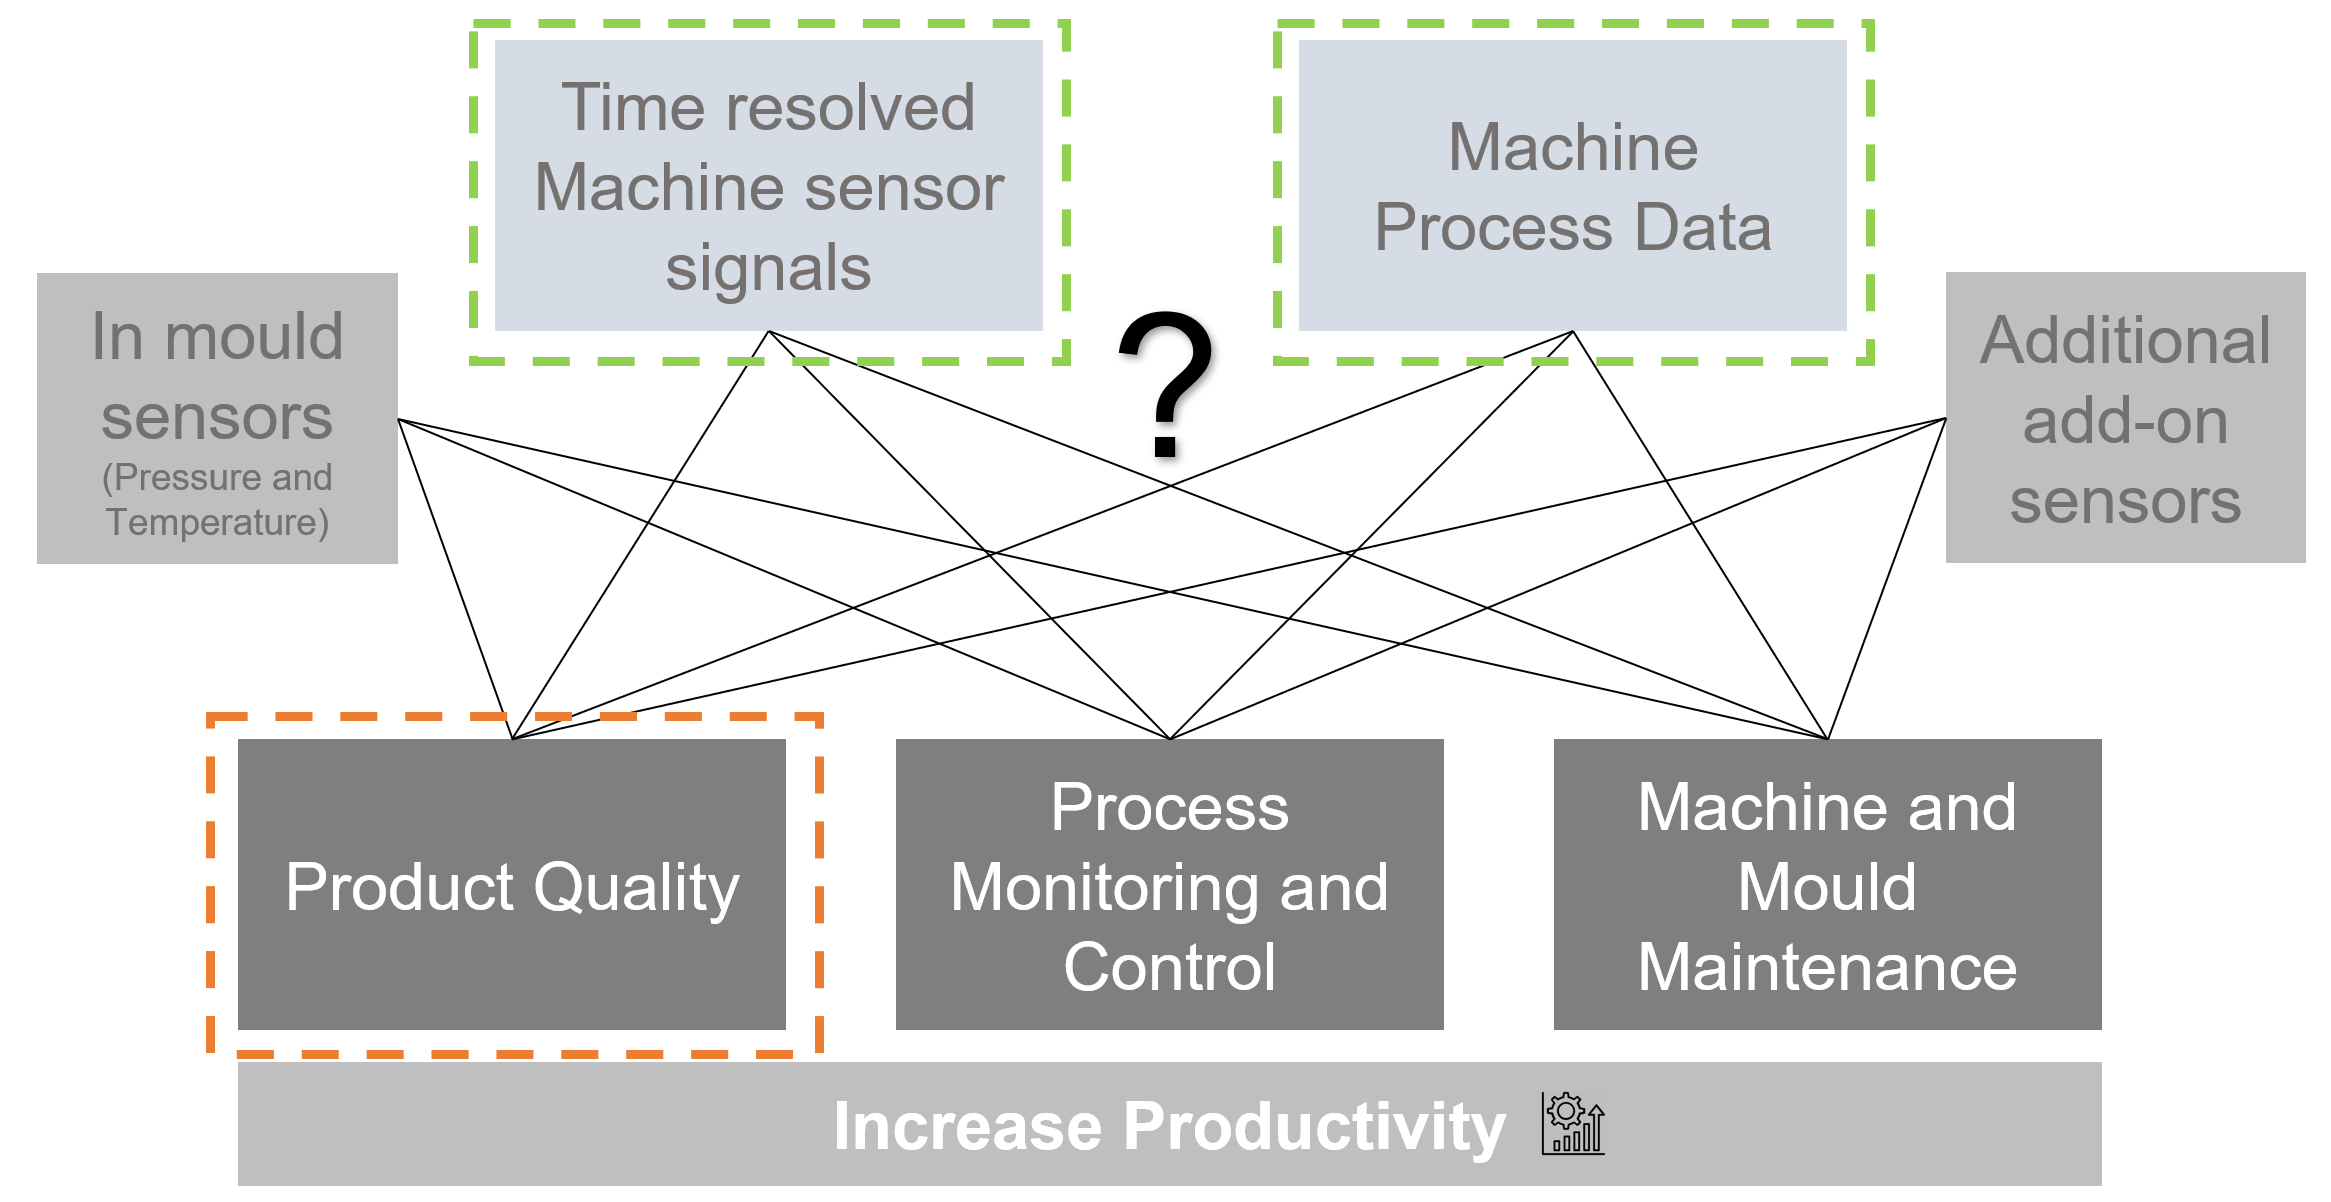 Time resolved
Machine sensor
signals
Machine
Process Data
In mould
sensors
(Pressure and
Temperature)
?
Additional
add-on
sensors
Product Quality
Process
Monitoring and
Control
Machine and
Mould
Maintenance
Increase Productivity